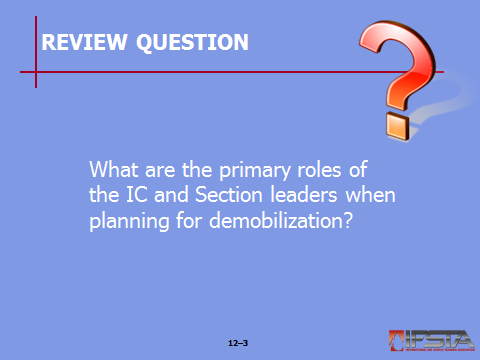 REVIEW QUESTION
What are the primary roles of
the IC and Section leaders when
planning for demobilization?
IFSTA
12–3